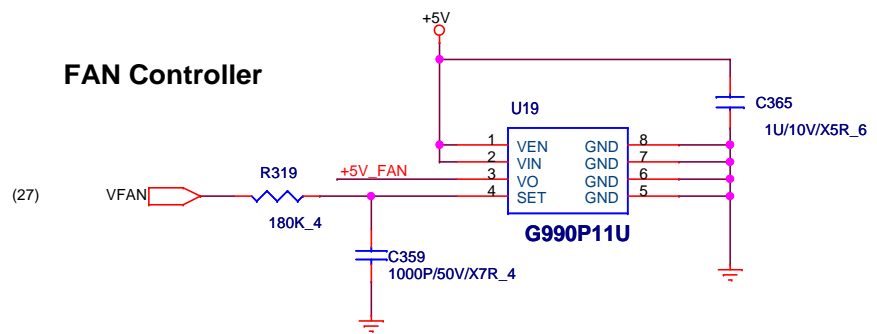 +5V
FAN Controller
U19
C365
1U/10V/X5R_6
1 VEN GND 8
2 VIN GND 7
+5V_FAN 3 VO GND 6
4 SET GND 5
R319
(27) VFAN
180K_4
G990P11U
C359
1000P/50V/X7R_4